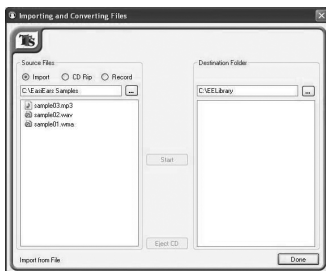 Importing and Converting Files
TS
Source Files
Import CD Rip Record
C:\EasiEars Samples ...
sample03.mp3
sample02.wav
sample01.wma
Destination Folder
C:\EELibrary ...
Start
Eject CD
Import from File
Done